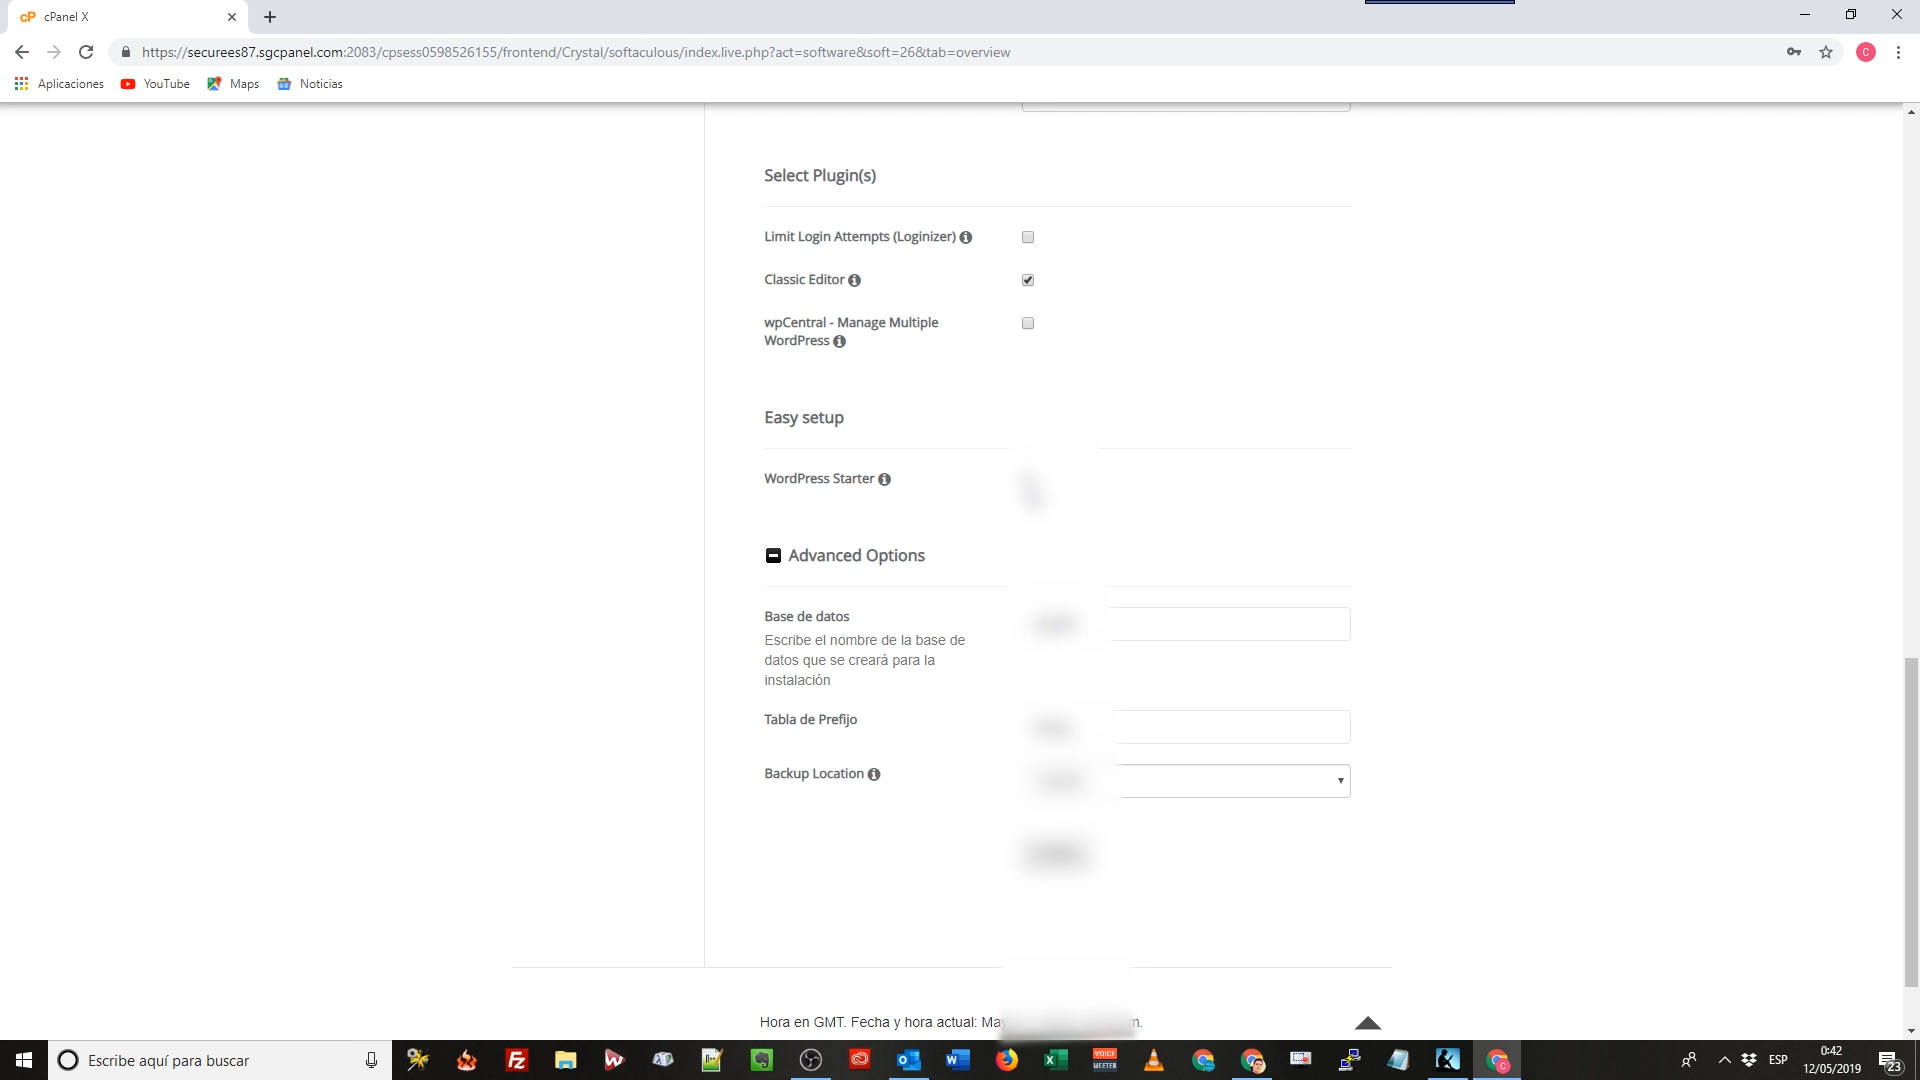 cPanel X
https://securees87.sgcpanel.com:2083/cpsess0598526155/frontend/Crystal/softaculous/index.live.php?act=software&soft=26&tab=overview
C
Aplicaciones
YouTube
Maps
Noticias
Select Plugin(s)
Limit Login Attempts (Loginizer)
Classic Editor
wpCentral - Manage Multiple
WordPress
Easy setup
WordPress Starter
Advanced Options
Base de datos
Escribe el nombre de la base de
datos que se creará para la
instalación
Tabla de Prefijo
Backup Location
Hora en GMT. Fecha y hora actual: May m.
Escribe aquí para buscar
VOICE
MEETER
ESP
0:42
12/05/2019
23